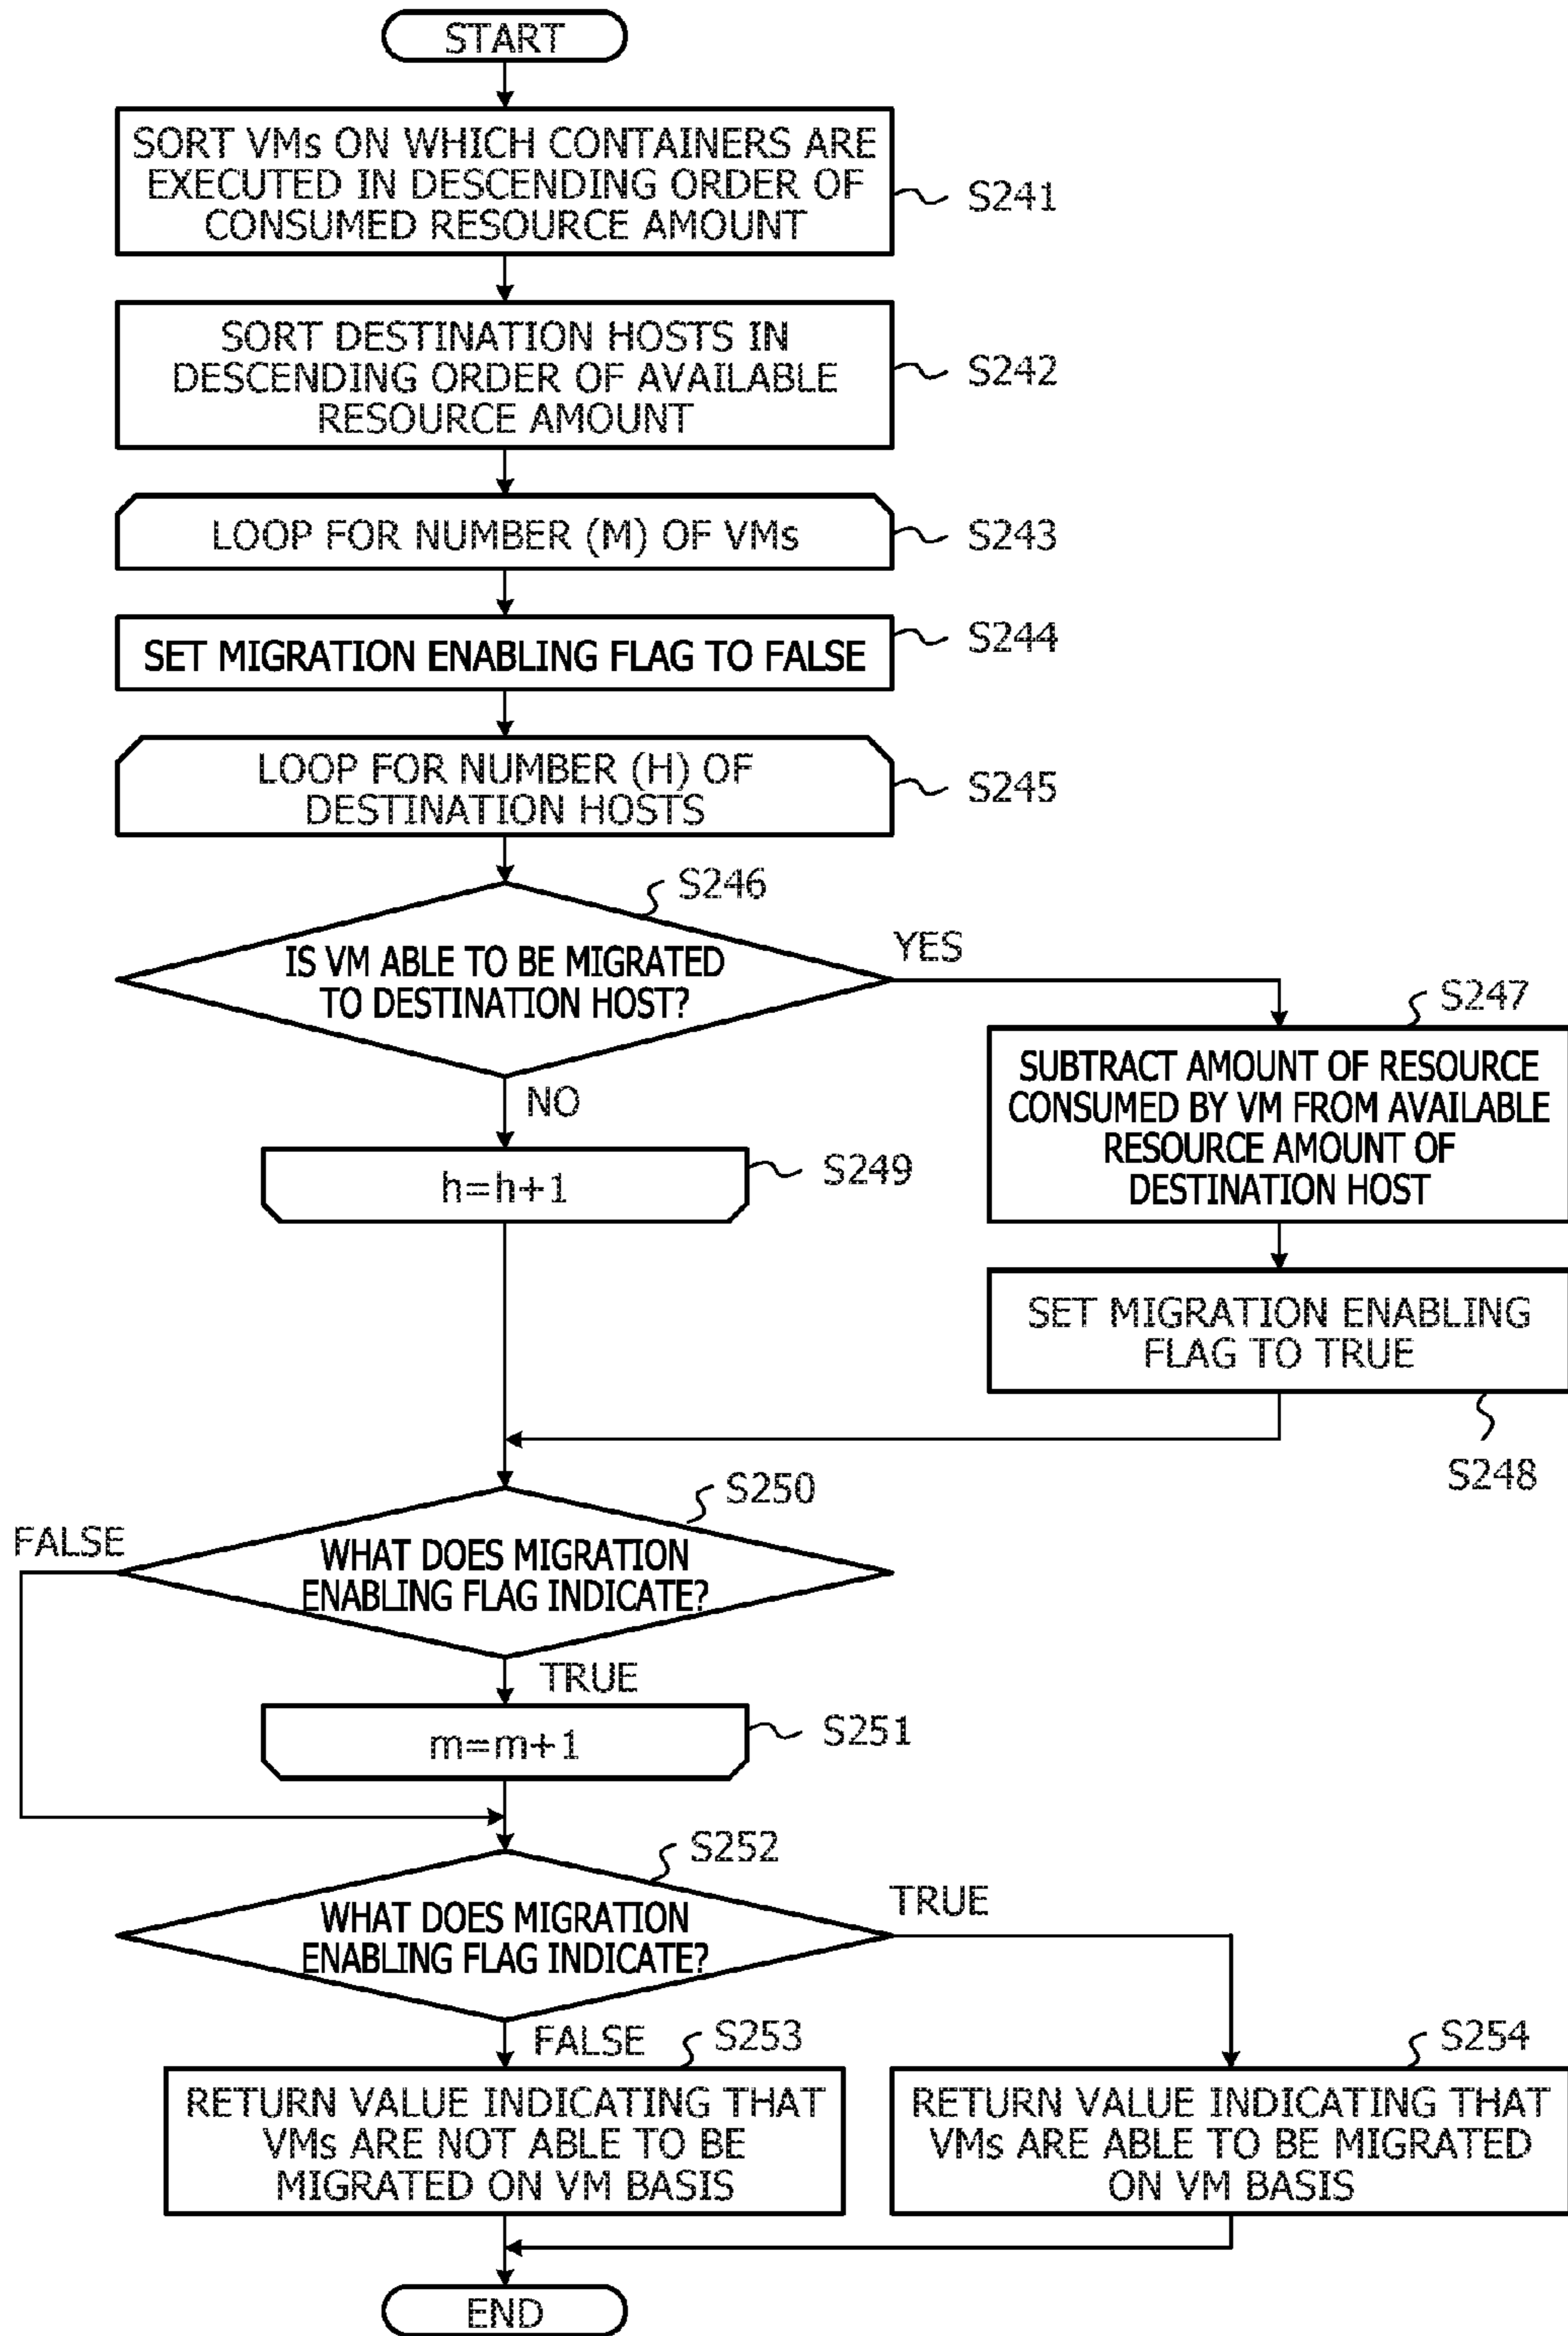 START
SORT VMs ON WHICH CONTAINERS ARE
EXECUTED IN DESCENDING ORDER OF
CONSUMED RESOURCE AMOUNT
S241
SORT DESTINATION HOSTS IN
DESCENDING ORDER OF AVAILABLE
RESOURCE AMOUNT
S242
LOOP FOR NUMBER (M) OF VMs
S243
SET MIGRATION ENABLING FLAG TO FALSE
S244
LOOP FOR NUMBER (H) OF
DESTINATION HOSTS
S245
S246
IS VM ABLE TO BE MIGRATED
TO DESTINATION HOST?
YES
NO
S247
SUBTRACT AMOUNT OF RESOURCE
CONSUMED BY VM FROM AVAILABLE
RESOURCE AMOUNT OF
DESTINATION HOST
h=h+1
S249
SET MIGRATION ENABLING
FLAG TO TRUE
S248
S250
FALSE
WHAT DOES MIGRATION
ENABLING FLAG INDICATE?
TRUE
m=m+1
S251
S252
WHAT DOES MIGRATION
ENABLING FLAG INDICATE?
TRUE
FALSE
S253
RETURN VALUE INDICATING THAT
VMs ARE NOT ABLE TO BE
MIGRATED ON VM BASIS
S254
RETURN VALUE INDICATING THAT
VMs ARE ABLE TO BE MIGRATED
ON VM BASIS
END